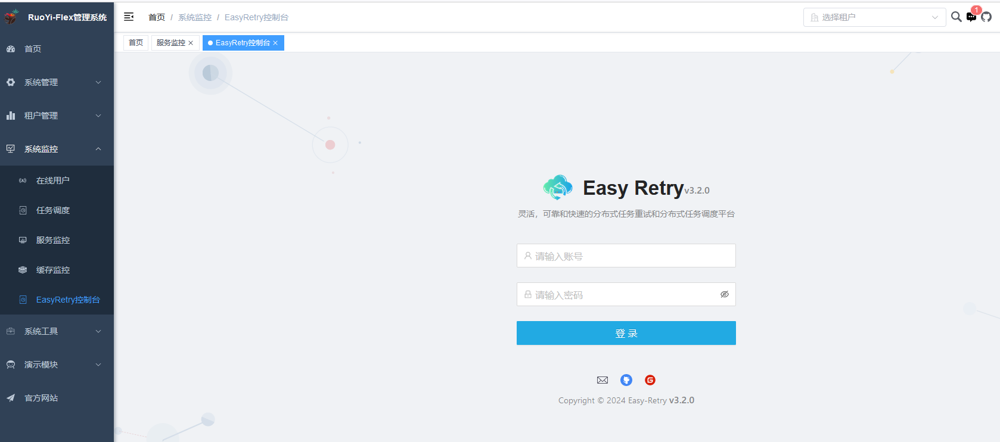 RuoYi-Flex管理系统
首页 / 系统监控 / EasyRetry控制台
选择租户
1
首页
服务监控
EasyRetry控制台
首页
系统管理
租户管理
系统监控
在线用户
任务调度
服务监控
缓存监控
EasyRetry控制台
系统工具
演示模块
官方网站
Easy Retry v3.2.0
灵活，可靠和快速的分布式任务重试和分布式任务调度平台
请输入账号
请输入密码
登 录
G
Copyright © 2024 Easy-Retry v3.2.0